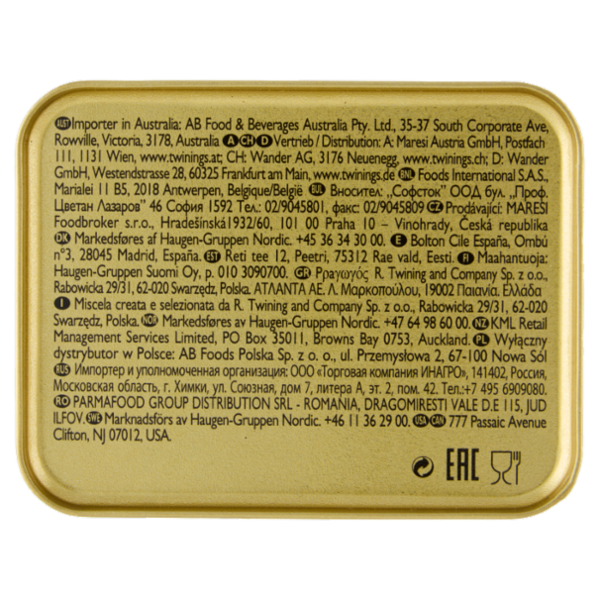 AUST Importer in Australia: AB Food & Beverages Australia Pty. Ltd., 35-37 South Corporate Ave,
Rowville, Victoria, 3178, Australia A CH D Vertrieb / Distribution: A: Maresi Austria GmbH, Postfach
111, 1131 Wien, www.twinings.at; CH: Wander AG, 3176 Neuenegg, www.twinings.ch; D: Wander
GmbH, Westendstrasse 28, 60325 Frankfurt am Main, www.twinings.de BNL Foods International S.A.S.,
Marialei 11 B5, 2018 Antwerpen, Belgique/België BUL Вносител: „Софсток" ООД бул. „Проф.
Цветан Лазаров" 46 София 1592 Тел.: 02/9045801, факс: 02/9045809 CZ Prodávající: MARESI
Foodbroker s.r.o., Hradešínská1932/60, 101 00 Praha 10 – Vinohrady, Česká republika
DK Markedsføres af Haugen-Gruppen Nordic. +45 36 34 30 00. E Bolton Cile España, Ombú
n°3, 28045 Madrid, España. EST Reti tee 12, Peetri, 75312 Rae vald, Eesti. FI Maahantuoja:
Haugen-Gruppen Suomi Oy, p. 010 3090700. GR Pραγωγός R. Twining and Company Sp. z o.o.,
Rabowicka 29/31, 62-020 Swarzędz, Polska. ΑΤΛΑΝΤΑ ΑΕ. Λ. Μαρκοπούλου, 19002 Παιανία. Ελλάδα
I Miscela creata e selezionata da R. Twining and Company Sp. z o.o., Rabowicka 29/31, 62-020
Swarzędz, Polska. NOR Markedsføres av Haugen-Gruppen Nordic. +47 64 98 60 00. NZ KML Retail
Management Services Limited, PO Box 35011, Browns Bay 0753, Auckland. PL Wyłączny
dystrybutor w Polsce: AB Foods Polska Sp. z o. o., ul. Przemysłowa 2, 67-100 Nowa Sól
RUS Импортер и уполномоченная организация: ООО «Торговая компания ИНАГРО», 141402, Россия,
Московская область, г. Химки, ул. Союзная, дом 7, литера А, эт. 2, пом. 42. Тел.:+7 495 6909080.
RO PARMAFOOD GROUP DISTRIBUTION SRL - ROMANIA, DRAGOMIRESTI VALE D.E 115, JUD
ILFOV. SWE Marknadsförs av Haugen-Gruppen Nordic. +46 11 36 29 00. USA CAN 777 Passaic Avenue
Clifton, NJ 07012, USA.
EAC